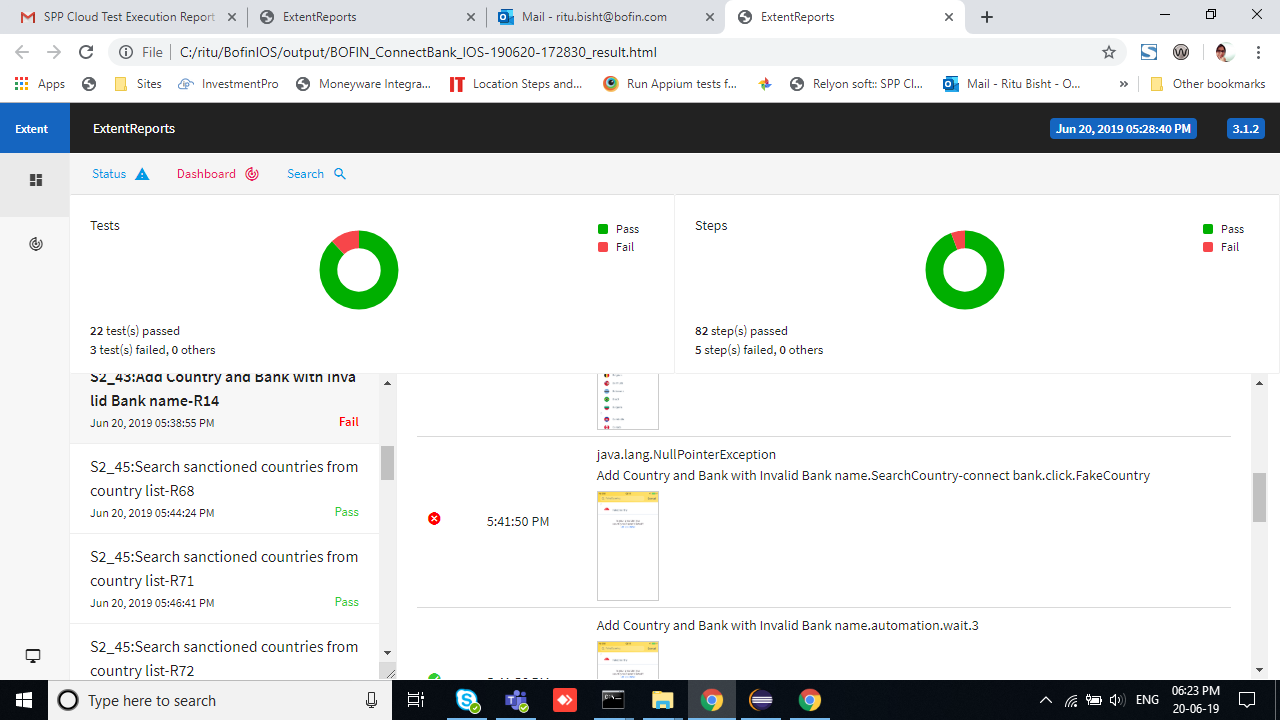 SPP Cloud Test Execution Report
ExtentReports
Mail - ritu.bisht@bofin.com
ExtentReports
File
C:/ritu/BofinIOS/output/BOFIN_ConnectBank_IOS-190620-172830_result.html
Apps
Sites
InvestmentPro
Moneyware Integra...
Location Steps and...
Run Appium tests f...
Relyon soft:: SPP Cl...
Mail - Ritu Bisht - O...
Other bookmarks
Extent
ExtentReports
Jun 20, 2019 05:28:40 PM
3.1.2
Status
Dashboard
Search
Tests
Pass
Fail
22 test(s) passed
3 test(s) failed, 0 others
Steps
Pass
Fail
82 step(s) passed
5 step(s) failed, 0 others
S2_43:Add Country and Bank with Inva
lid Bank name-R14
Jun 20, 2019 05:38:55 PM
Fail
S2_45:Search sanctioned countries from
country list-R68
Jun 20, 2019 05:44:24 PM
Pass
S2_45:Search sanctioned countries from
country list-R71
Jun 20, 2019 05:46:41 PM
Pass
S2_45:Search sanctioned countries from
country list-R72
java.lang.NullPointerException
Add Country and Bank with Invalid Bank name.SearchCountry-connect bank.click.FakeCountry
5:41:50 PM
Add Country and Bank with Invalid Bank name.automation.wait.3
Type here to search
ENG
06:23 PM
20-06-19